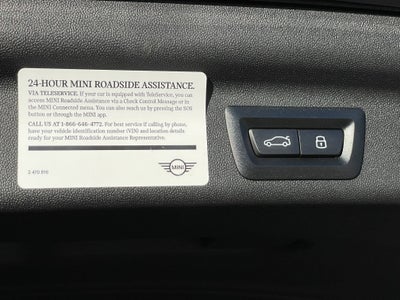 24-HOUR MINI ROADSIDE ASSISTANCE.
VIA TELESERVICE. If your car is equipped with TeleService, you can
access MINI Roadside Assistance via a Check Control Message or in
the MINI Connected menu. You can also reach us by pressing the SOS
button or through the MINI app.
CALL US AT 1-866-646-4772. For best service if calling by phone,
have your vehicle identification number (VIN) and location details
ready for your MINI Roadside Assistance Representative.
MINI